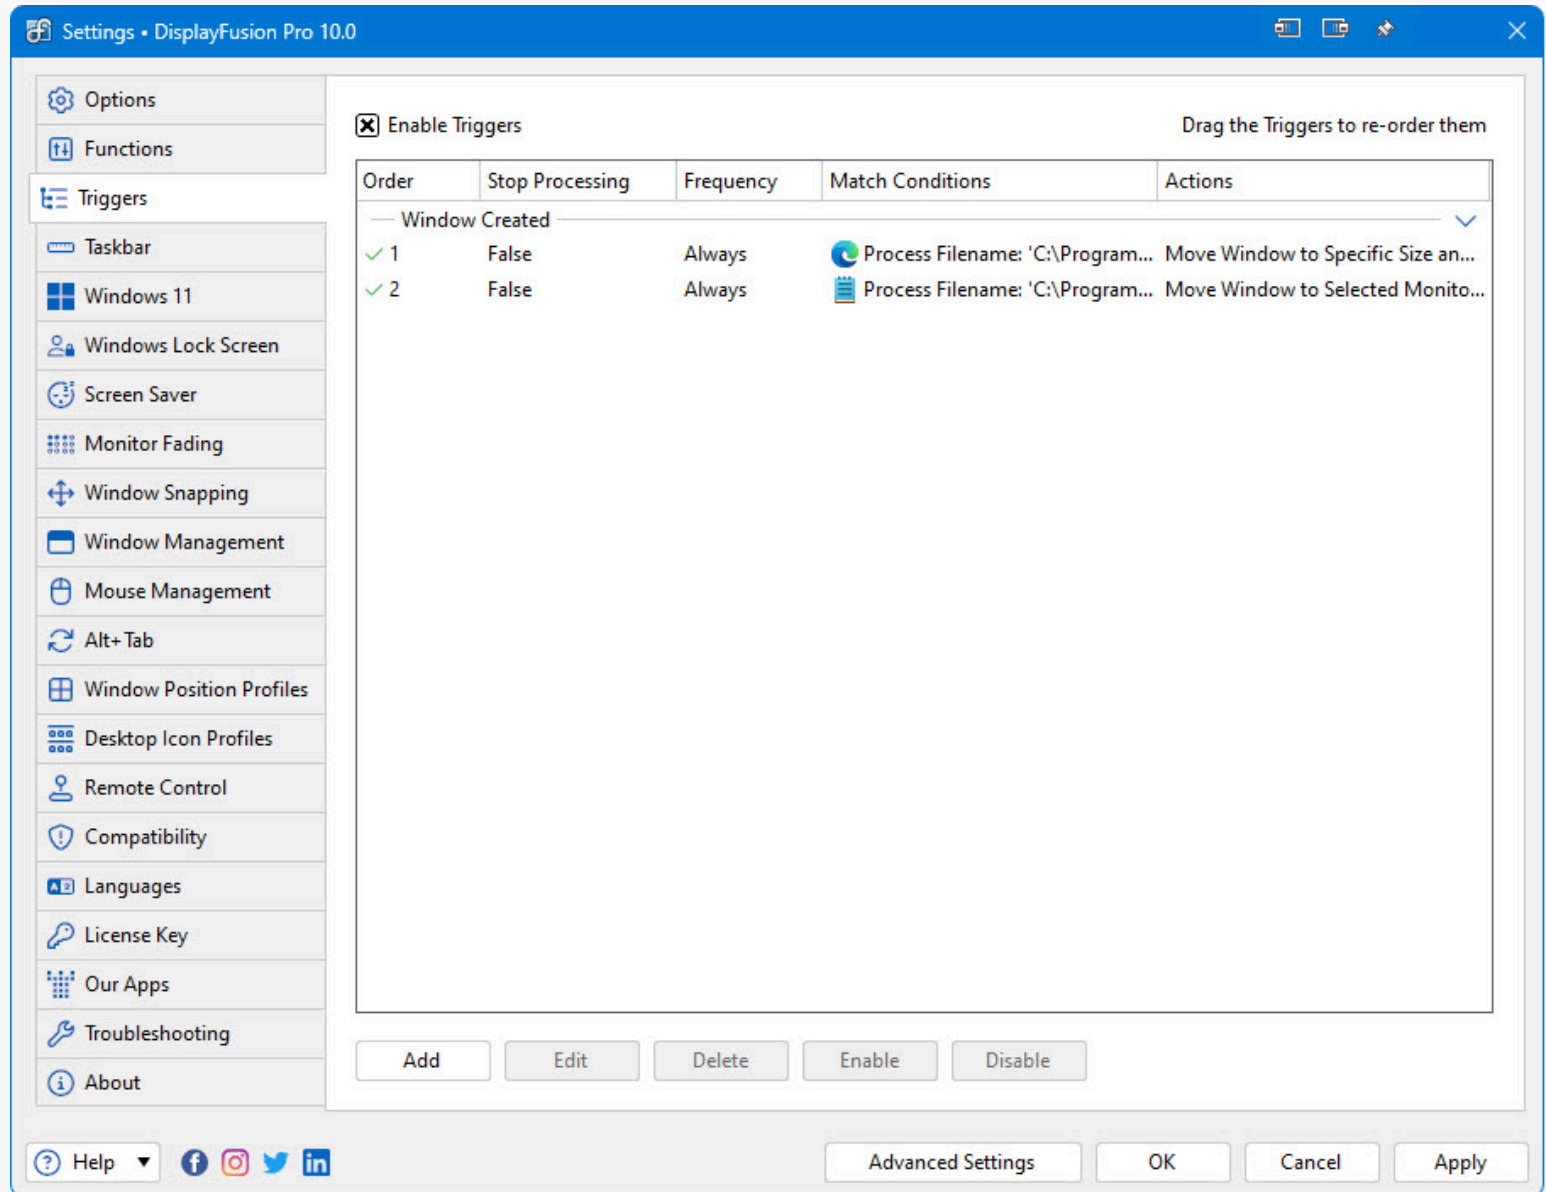 Settings • DisplayFusion Pro 10.0
Options
Functions
Triggers
Taskbar
Windows 11
Windows Lock Screen
Screen Saver
Monitor Fading
Window Snapping
Window Management
Mouse Management
Alt+Tab
Window Position Profiles
Desktop Icon Profiles
Remote Control
Compatibility
Languages
License Key
Our Apps
Troubleshooting
About
Enable Triggers
Drag the Triggers to re-order them
Order Stop Processing Frequency Match Conditions Actions
Window Created
1 False Always Process Filename: 'C:\Program... Move Window to Specific Size an...
2 False Always Process Filename: 'C:\Program... Move Window to Selected Monito...
Add Edit Delete Enable Disable
Help Advanced Settings OK Cancel Apply